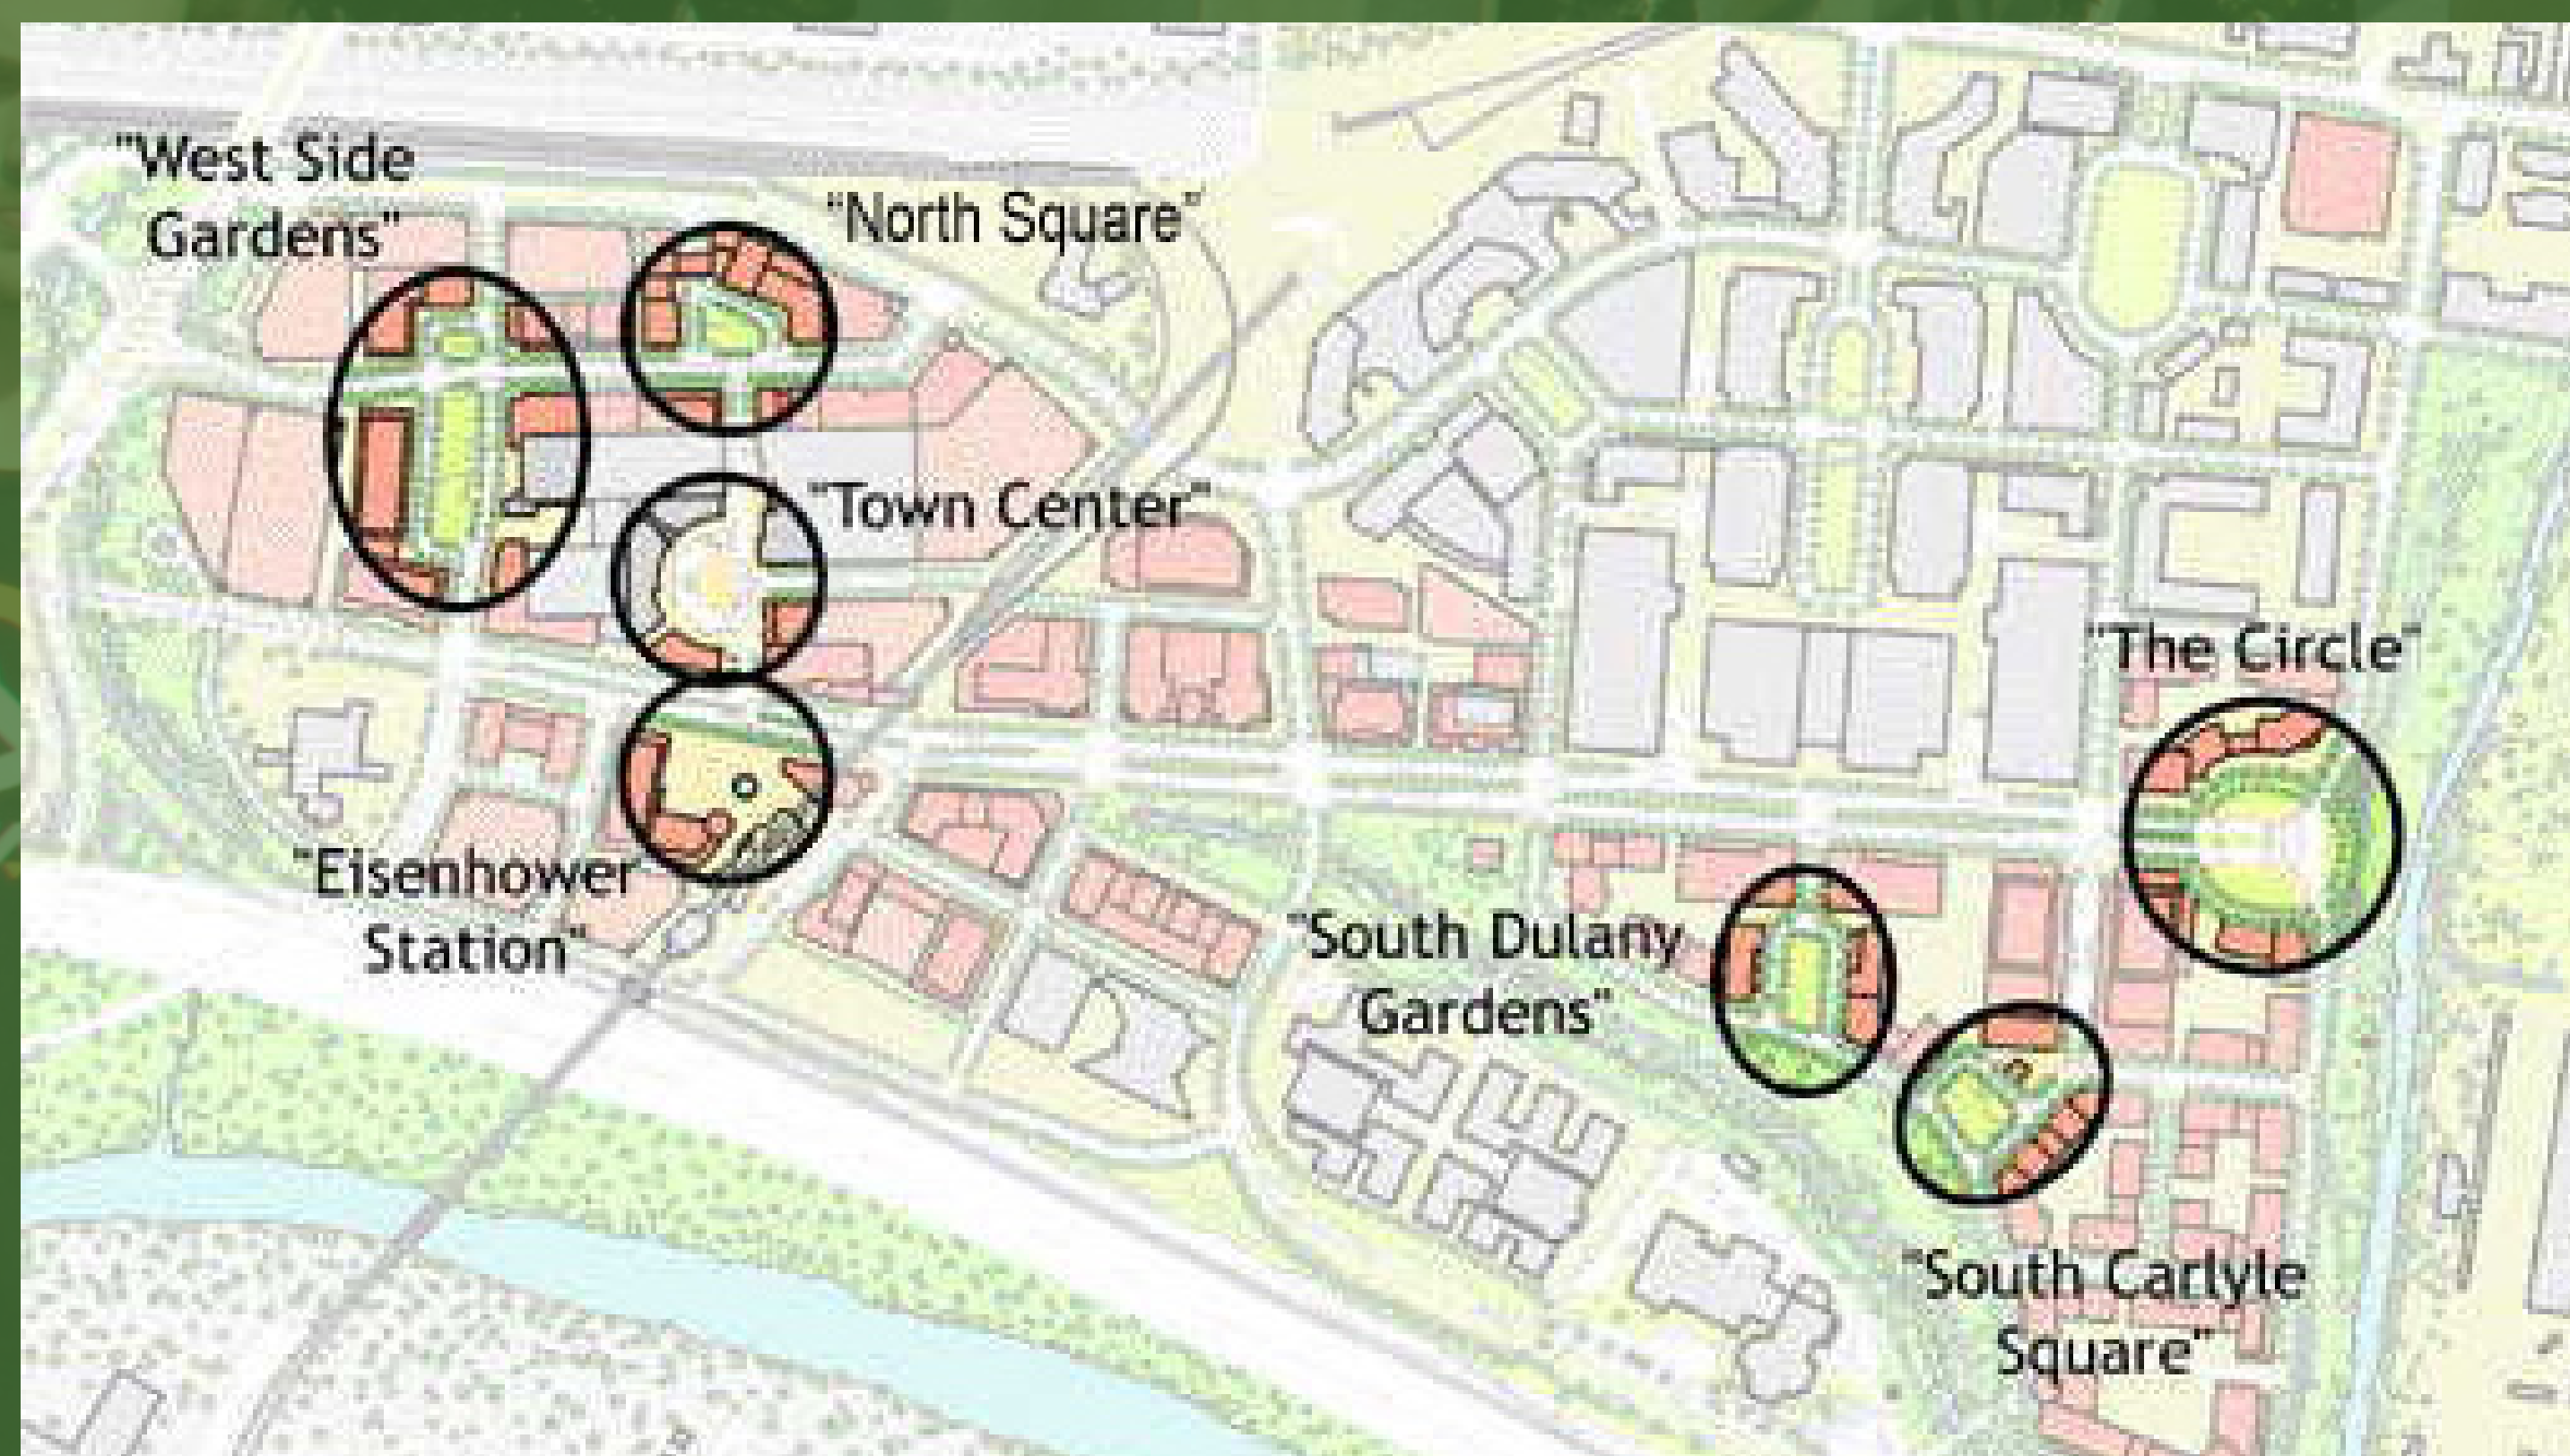 "West Side
Gardens"
"North Square"
"Town Center"
"The Circle"
"Eisenhower
Station"
"South Dulany
Gardens"
"South Carlyle
Square"